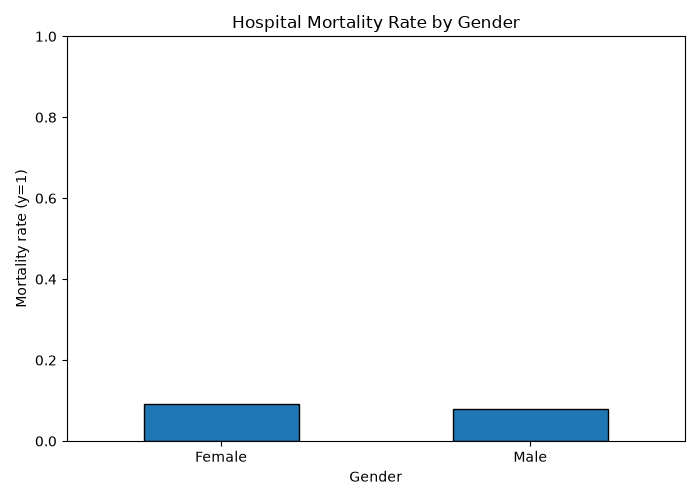 Hospital Mortality Rate by Gender
1.0
0.8
0.6
0.4
0.2
0.0
Mortality rate (y=1)
Female
Male
Gender